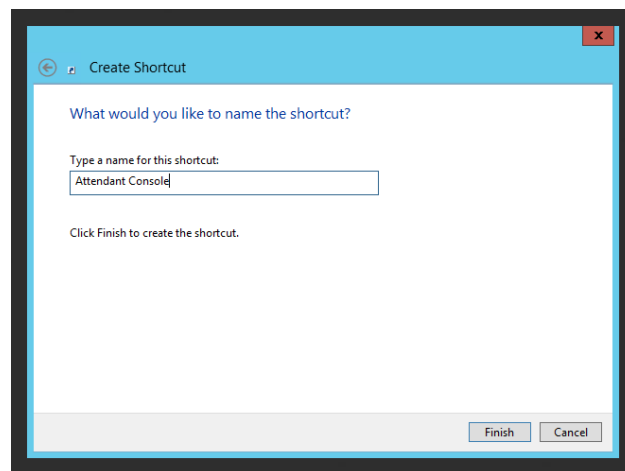 x
Create Shortcut
What would you like to name the shortcut?
Type a name for this shortcut:
Attendant Console
Click Finish to create the shortcut.
Finish Cancel